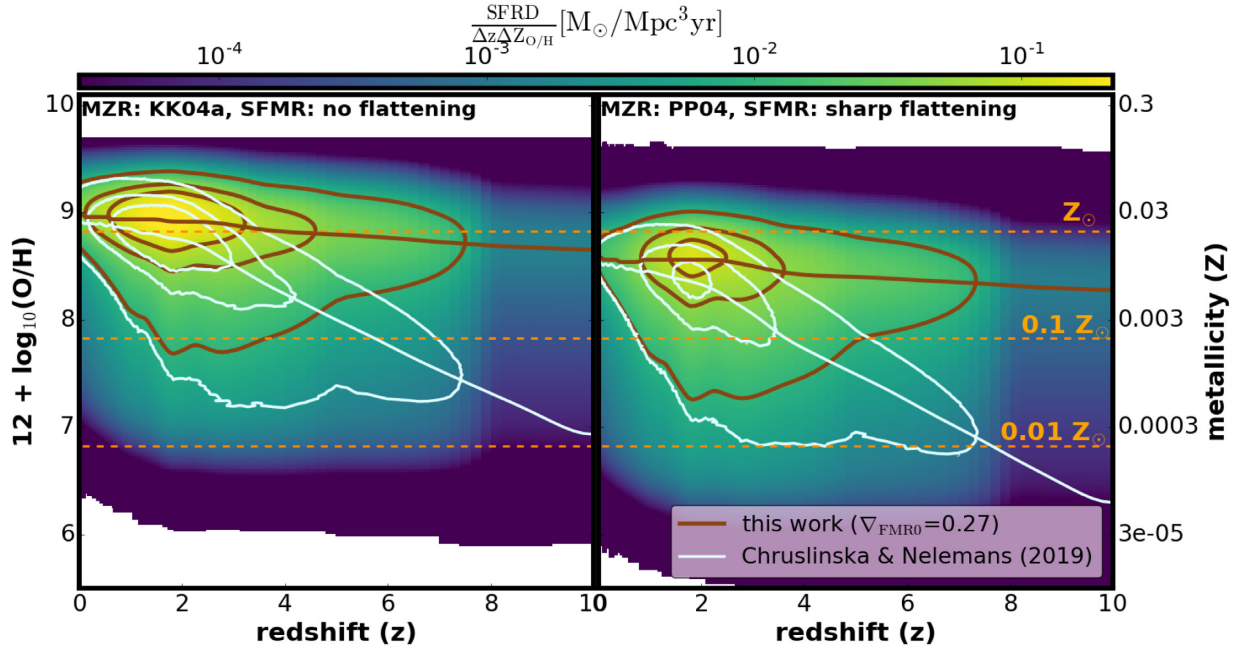 SFRD/ΔzΔZ_O/H [M☉/Mpc³yr]
10⁻⁴ 10⁻³ 10⁻² 10⁻¹
MZR: KK04a, SFMR: no flattening
MZR: PP04, SFMR: sharp flattening
12 + log₁₀(O/H)
10
9
8
7
6
Z☉
0.1 Z☉
0.01 Z☉
0.3
0.03
0.003
0.0003
3e-05
metallicity (Z)
this work (∇_FMR0=0.27)
Chruslinska & Nelemans (2019)
0 2 4 6 8 10
0 2 4 6 8 10
redshift (z)
redshift (z)